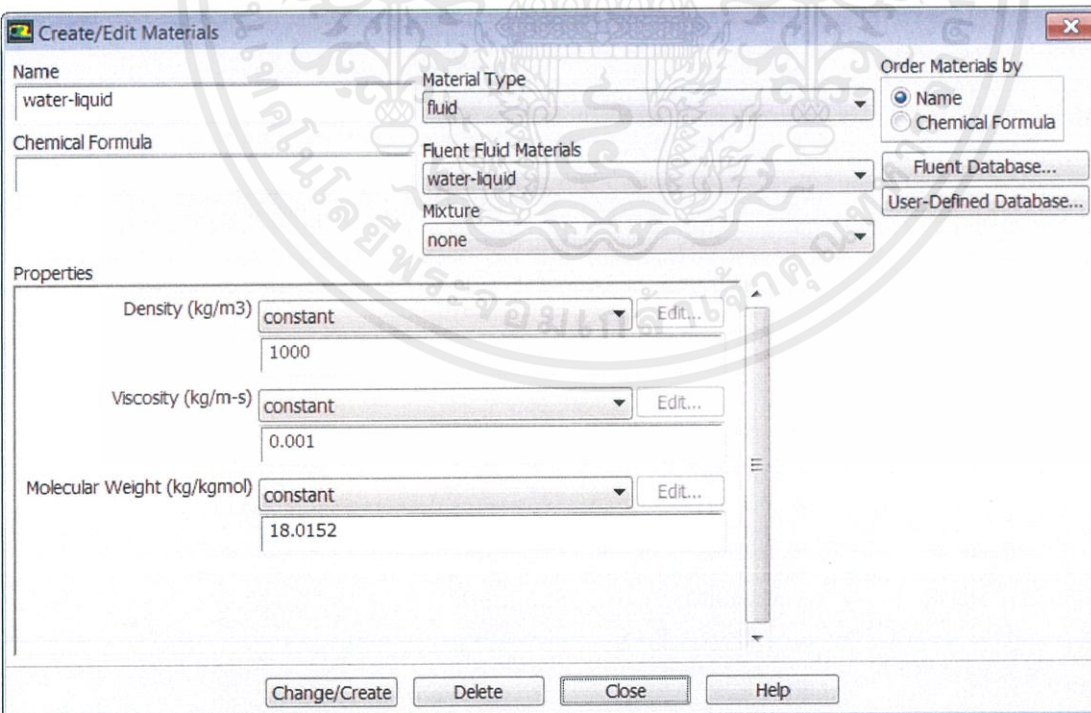 Create/Edit Materials
Name
water-liquid
Chemical Formula
Material Type
fluid
Fluent Fluid Materials
water-liquid
Mixture
none
Order Materials by
Name
Chemical Formula
Fluent Database...
User-Defined Database...
Properties
Density (kg/m3)
constant
Edit...
1000
Viscosity (kg/m-s)
constant
Edit...
0.001
Molecular Weight (kg/kgmol)
constant
Edit...
18.0152
Change/Create
Delete
Close
Help